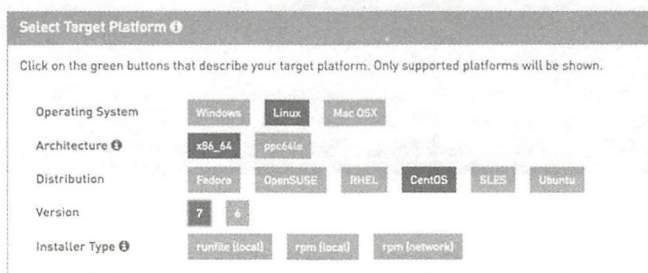 Select Target Platform
Click on the green buttons that describe your target platform. Only supported platforms will be shown.
Operating System Windows Linux Mac OSX
Architecture x86_64 ppc64le
Distribution Fedora OpenSUSE RHEL CentOS SLES Ubuntu
Version 7 6
Installer Type runfile (local) rpm (local) rpm (network)